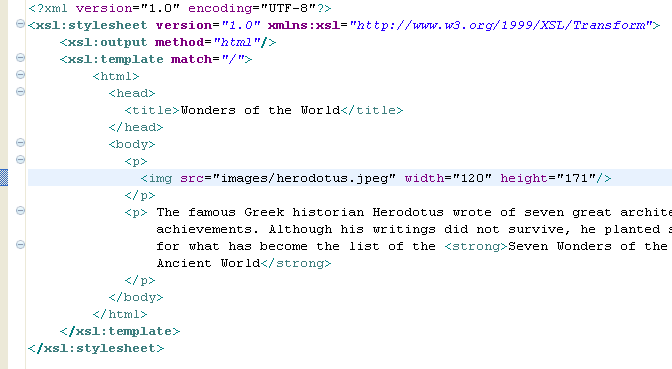 <?xml version="1.0" encoding="UTF-8"?>
<xsl:stylesheet version="1.0" xmlns:xsl="http://www.w3.org/1999/XSL/Transform">
<xsl:output method="html"/>
<xsl:template match="/">
<html>
<head>
<title>Wonders of the World</title>
</head>
<body>
<p>
<img src="images/herodotus.jpeg" width="120" height="171"/>
</p>
<p> The famous Greek historian Herodotus wrote of seven great archite
achievements. Although his writings did not survive, he planted s
for what has become the list of the <strong>Seven Wonders of the
Ancient World</strong>
</p>
</body>
</html>
</xsl:template>
</xsl:stylesheet>